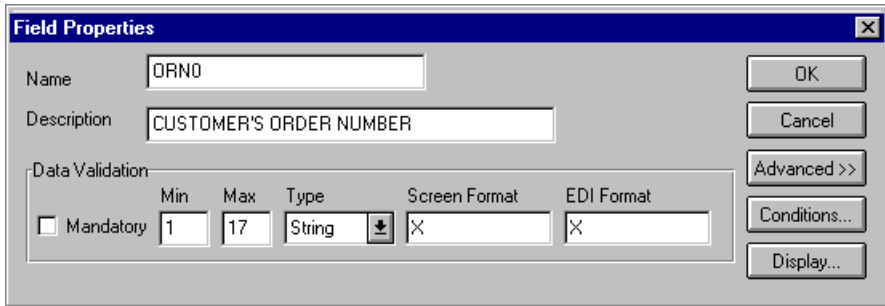 Field Properties
Name ORN0 OK
Description CUSTOMER'S ORDER NUMBER Cancel
Data Validation Advanced >>
Min Max Type Screen Format EDI Format
Mandatory 1 17 String X X Conditions...
Display...